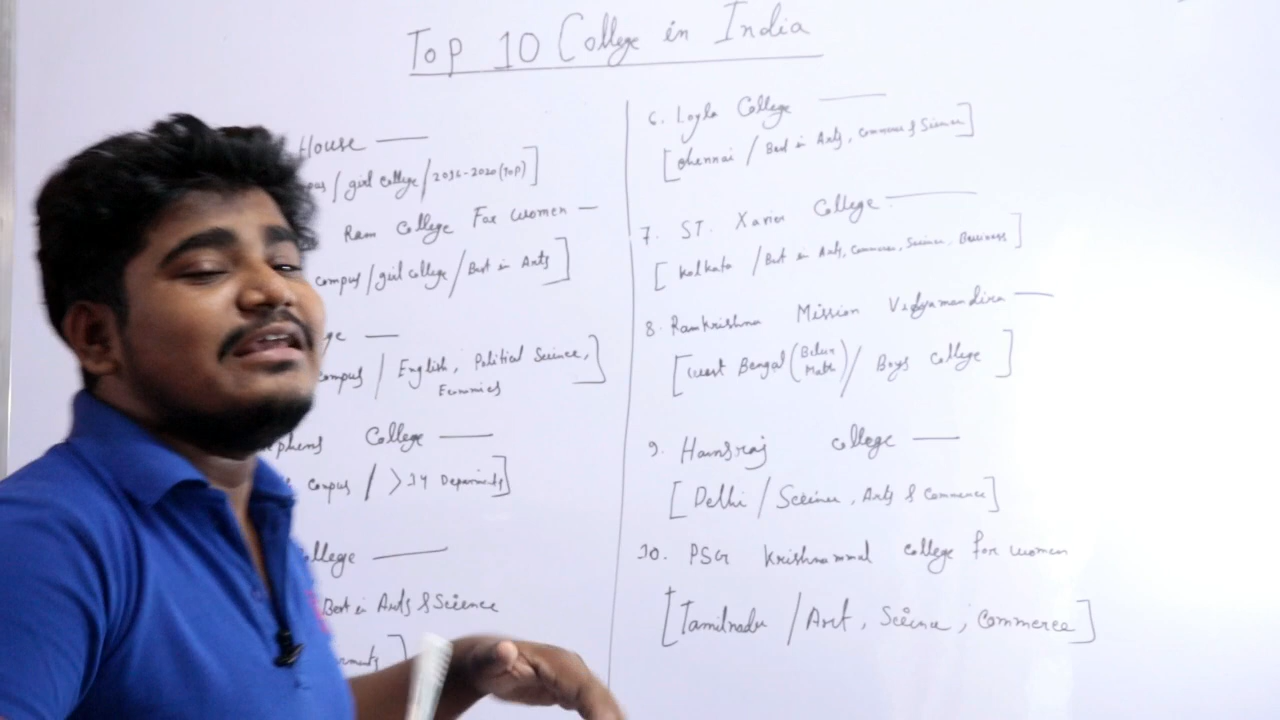 Top 10 College in India
House
/ girl college / 2016-2020 (Top) ]
Ram College For Women
campus / girl college / Best in Arts ]
campus / English, Political Science, ]
Economics
College
campus / > 14 Deparments ]
College
Best in Arts & Science
]
6. Loyla College
[ chennai / Best in Arts, Commerce & Science ]
7. ST. Xavier College
[ Kolkata / Best in Arts, Commerce, Science, Business ]
8. Ramkrishna Mission Vidyamandira
[ West Bengal ( Belur Math ) / Boys College ]
9. Hansraj college
[ Delhi / Science, Arts & Commerce ]
10. PSG Krishnammal college for women
[ Tamilnadu / Art, Science, Commerce ]